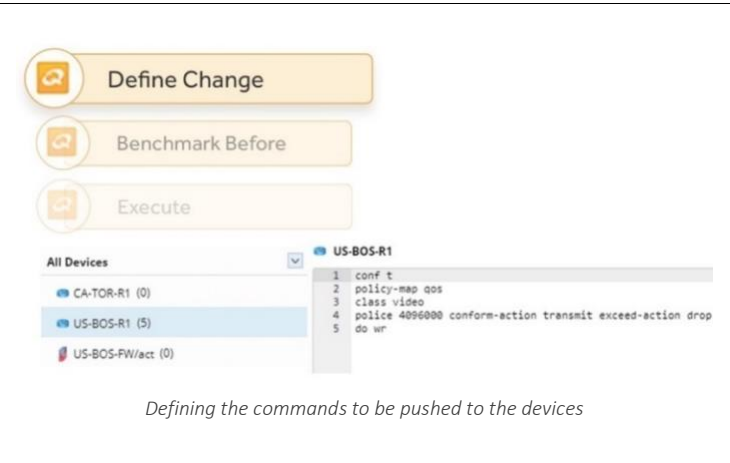 Define Change
Benchmark Before
Execute
All Devices
CA-TOR-R1 (0)
US-BOS-R1 (5)
US-BOS-FW/act (0)
US-BOS-R1
1 conf t
2 policy-map qos
3 class video
4 police 4096000 conform-action transmit exceed-action drop
5 do wr
Defining the commands to be pushed to the devices